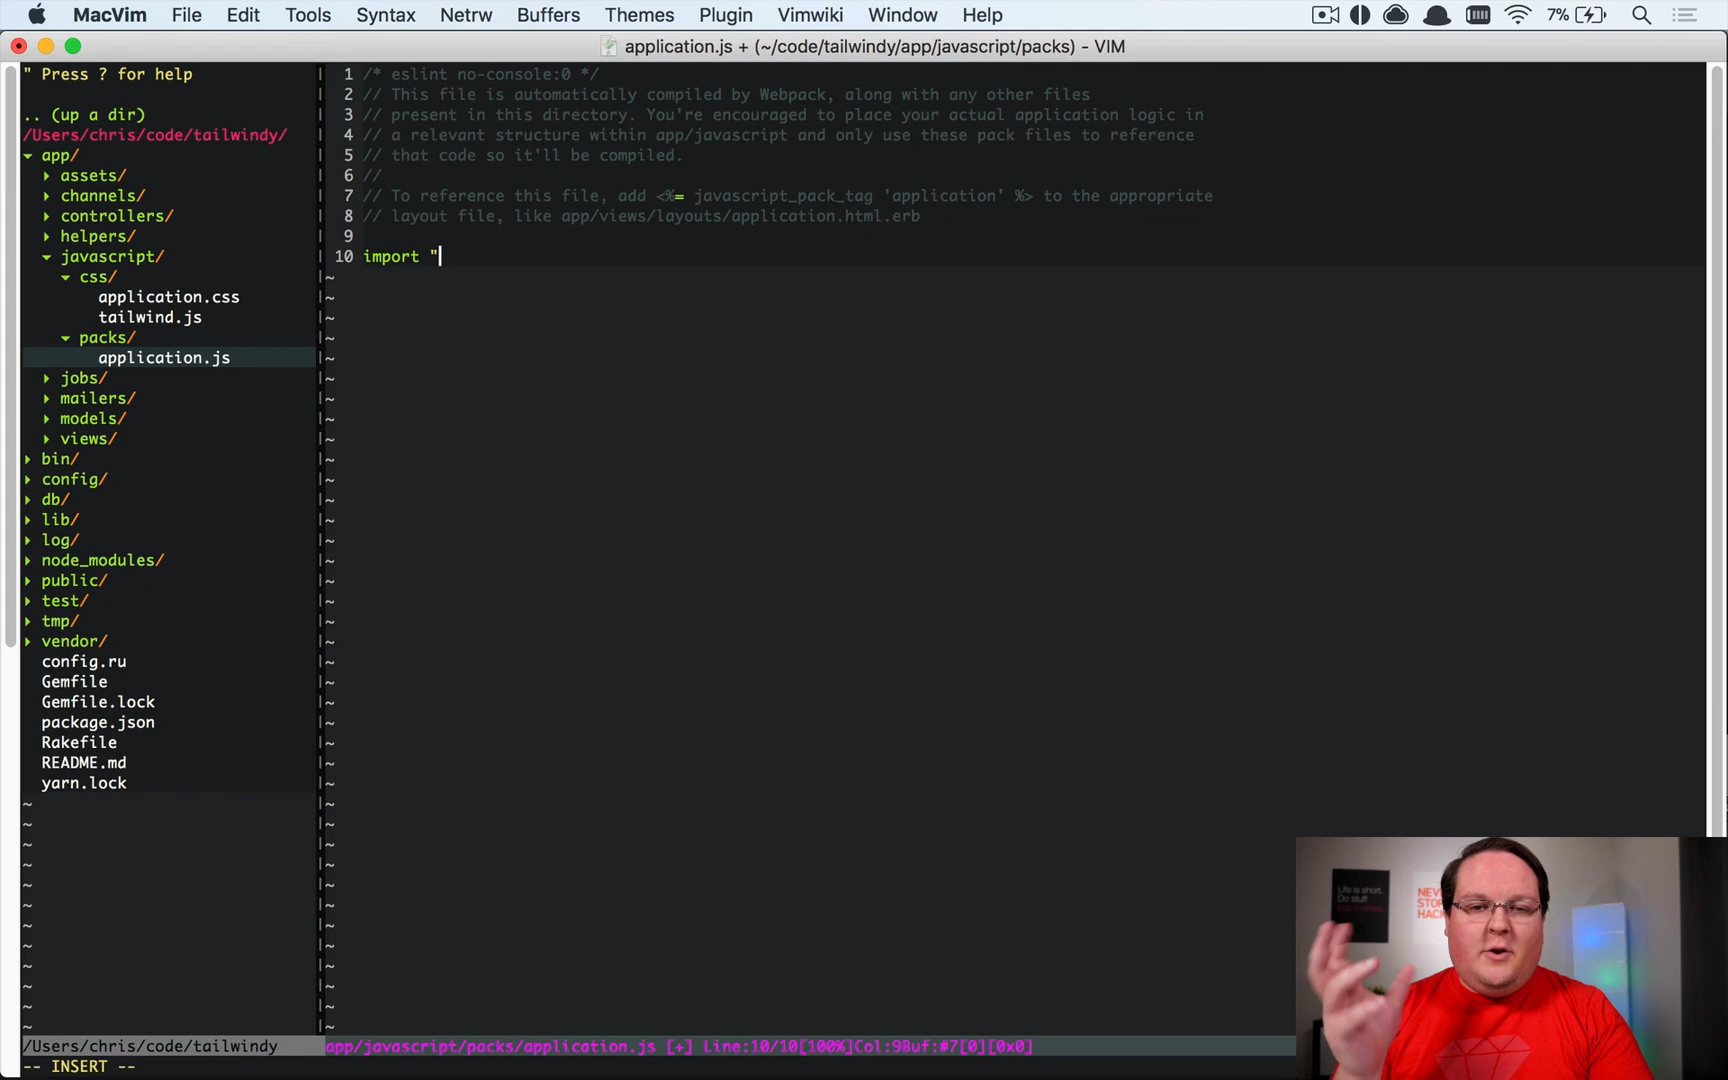 MacVim File Edit Tools Syntax Netrw Buffers Themes Plugin Vimwiki Window Help 7%
application.js + (~/code/tailwindy/app/javascript/packs) - VIM
" Press ? for help
.. (up a dir)
/Users/chris/code/tailwindy/
▾ app/
▸ assets/
▸ channels/
▸ controllers/
▸ helpers/
▾ javascript/
▾ css/
application.css
tailwind.js
▾ packs/
application.js
▸ jobs/
▸ mailers/
▸ models/
▸ views/
▸ bin/
▸ config/
▸ db/
▸ lib/
▸ log/
▸ node_modules/
▸ public/
▸ test/
▸ tmp/
▸ vendor/
config.ru
Gemfile
Gemfile.lock
package.json
Rakefile
README.md
yarn.lock
1 /* eslint no-console:0 */
2 // This file is automatically compiled by Webpack, along with any other files
3 // present in this directory. You're encouraged to place your actual application logic in
4 // a relevant structure within app/javascript and only use these pack files to reference
5 // that code so it'll be compiled.
6 //
7 // To reference this file, add <%= javascript_pack_tag 'application' %> to the appropriate
8 // layout file, like app/views/layouts/application.html.erb
9
10 import "
Life is short.
Do stuff
NEVER
STOP
HACK
/Users/chris/code/tailwindy app/javascript/packs/application.js [+] Line:10/10[100%]Col:9Buf:#7[0][0x0]
-- INSERT --